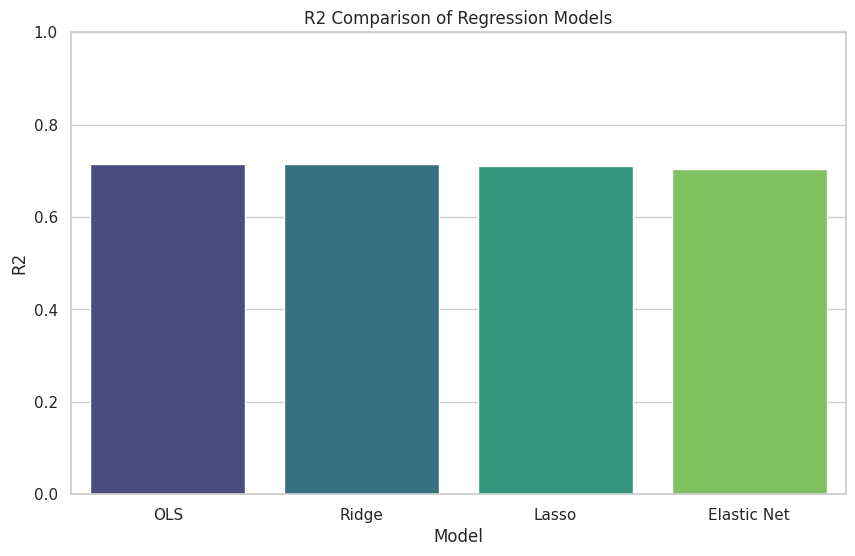 R2 Comparison of Regression Models
1.0
0.8
0.6
0.4
0.2
0.0
R2
OLS Ridge Lasso Elastic Net
Model